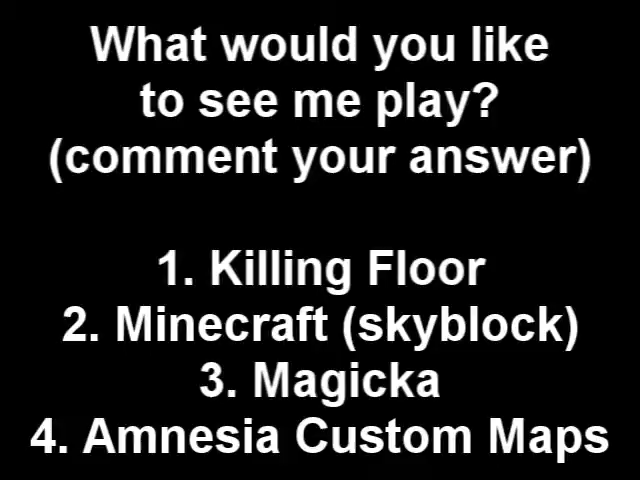 What would you like
to see me play?
(comment your answer)
1. Killing Floor
2. Minecraft (skyblock)
3. Magicka
4. Amnesia Custom Maps